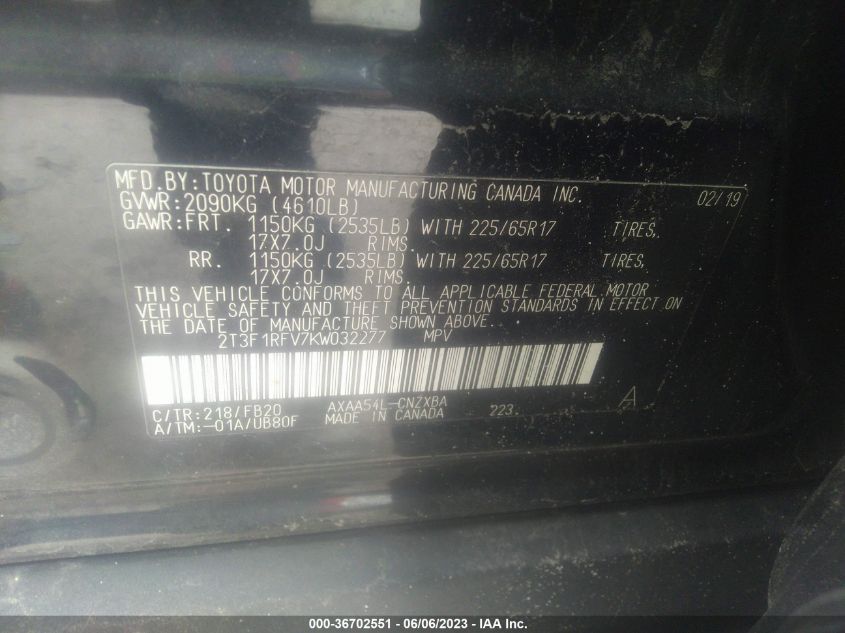 MFD.BY:TOYOTA MOTOR MANUFACTURING CANADA INC. 02/19
GVWR:2090KG (4610LB)
GAWR:FRT. 1150KG (2535LB) WITH 225/65R17 TIRES,
17X7.0J RIMS.
RR. 1150KG (2535LB) WITH 225/65R17 TIRES,
17X7.0J RIMS.
THIS VEHICLE CONFORMS TO ALL APPLICABLE FEDERAL MOTOR
VEHICLE SAFETY AND THEFT PREVENTION STANDARDS IN EFFECT ON
THE DATE OF MANUFACTURE SHOWN ABOVE.
2T3F1RFV7KW032277 MPV
C/TR:218/FB20 AXAA54L-CNZXBA 723. A
A/TM:-01A/UB80F MADE IN CANADA
000-36702551 - 06/06/2023 - IAA Inc.